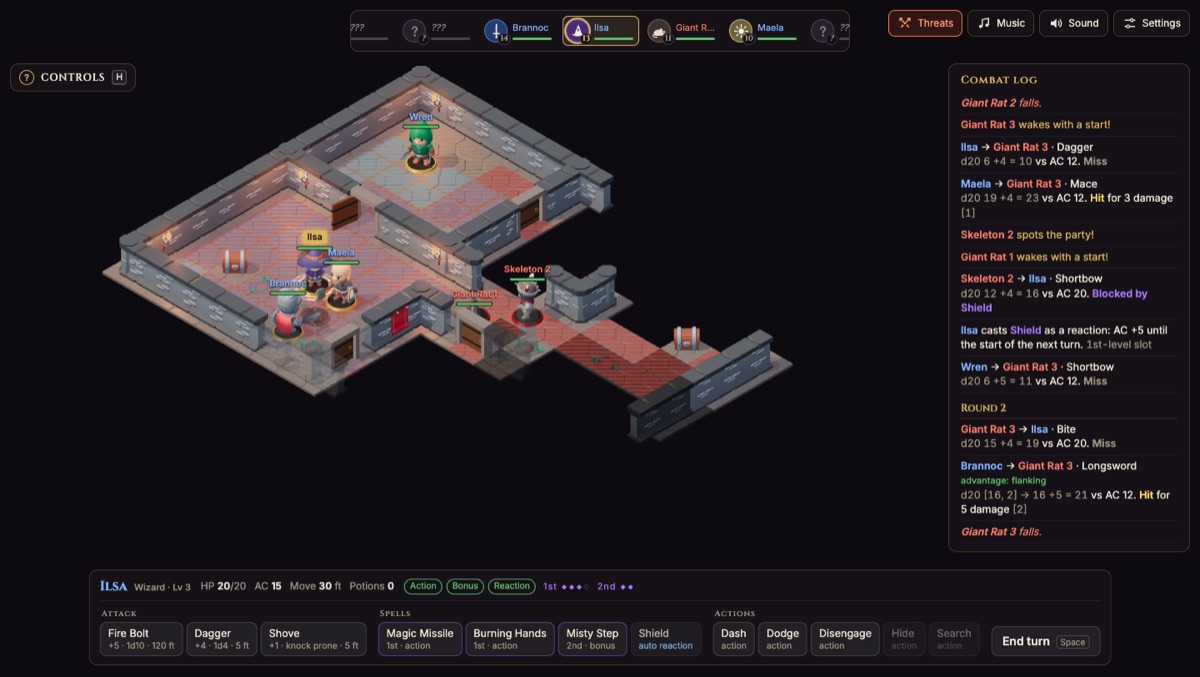 ???
???
Brannoc
14
Ilsa
13
Giant R...
11
Maela
10
??
Threats
Music
Sound
Settings
? CONTROLS H
COMBAT LOG
Giant Rat 2 falls.
Giant Rat 3 wakes with a start!
Ilsa → Giant Rat 3 · Dagger
d20 6 +4 = 10 vs AC 12. Miss
Maela → Giant Rat 3 · Mace
d20 19 +4 = 23 vs AC 12. Hit for 3 damage
[1]
Skeleton 2 spots the party!
Giant Rat 1 wakes with a start!
Skeleton 2 → Ilsa · Shortbow
d20 12 +4 = 16 vs AC 20. Blocked by
Shield
Ilsa casts Shield as a reaction: AC +5 until
the start of the next turn. 1st-level slot
Wren → Giant Rat 3 · Shortbow
d20 6 +5 = 11 vs AC 12. Miss
ROUND 2
Giant Rat 3 → Ilsa · Bite
d20 15 +4 = 19 vs AC 20. Miss
Brannoc → Giant Rat 3 · Longsword
advantage: flanking
d20 [16, 2] → 16 +5 = 21 vs AC 12. Hit for
5 damage [2]
Giant Rat 3 falls.
Wren
Ilsa
Maela
Brannoc
Skeleton 2
Giant Rat 1
ILSA Wizard · Lv 3 HP 20/20 AC 15 Move 30 ft Potions 0 Action Bonus Reaction 1st 2nd
ATTACK
Fire Bolt
+5 · 1d10 · 120 ft
Dagger
+4 · 1d4 · 5 ft
Shove
+1 · knock prone · 5 ft
SPELLS
Magic Missile
1st · action
Burning Hands
1st · action
Misty Step
2nd · bonus
Shield
auto reaction
ACTIONS
Dash
action
Dodge
action
Disengage
action
Hide
action
Search
action
End turn Space